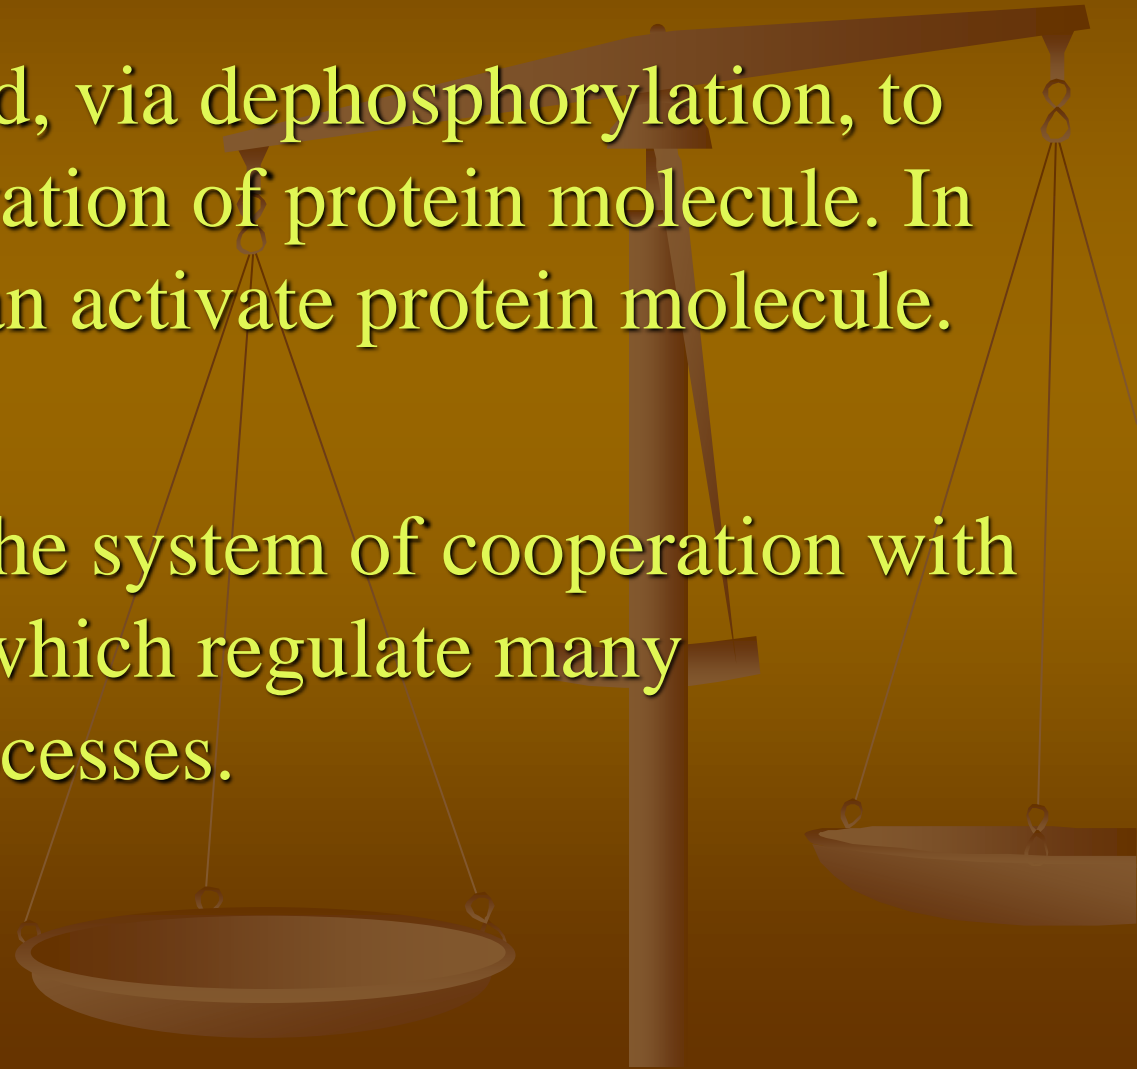 d, via dephosphorylation, to
ation of protein molecule. In
an activate protein molecule.
he system of cooperation with
which regulate many
cesses.